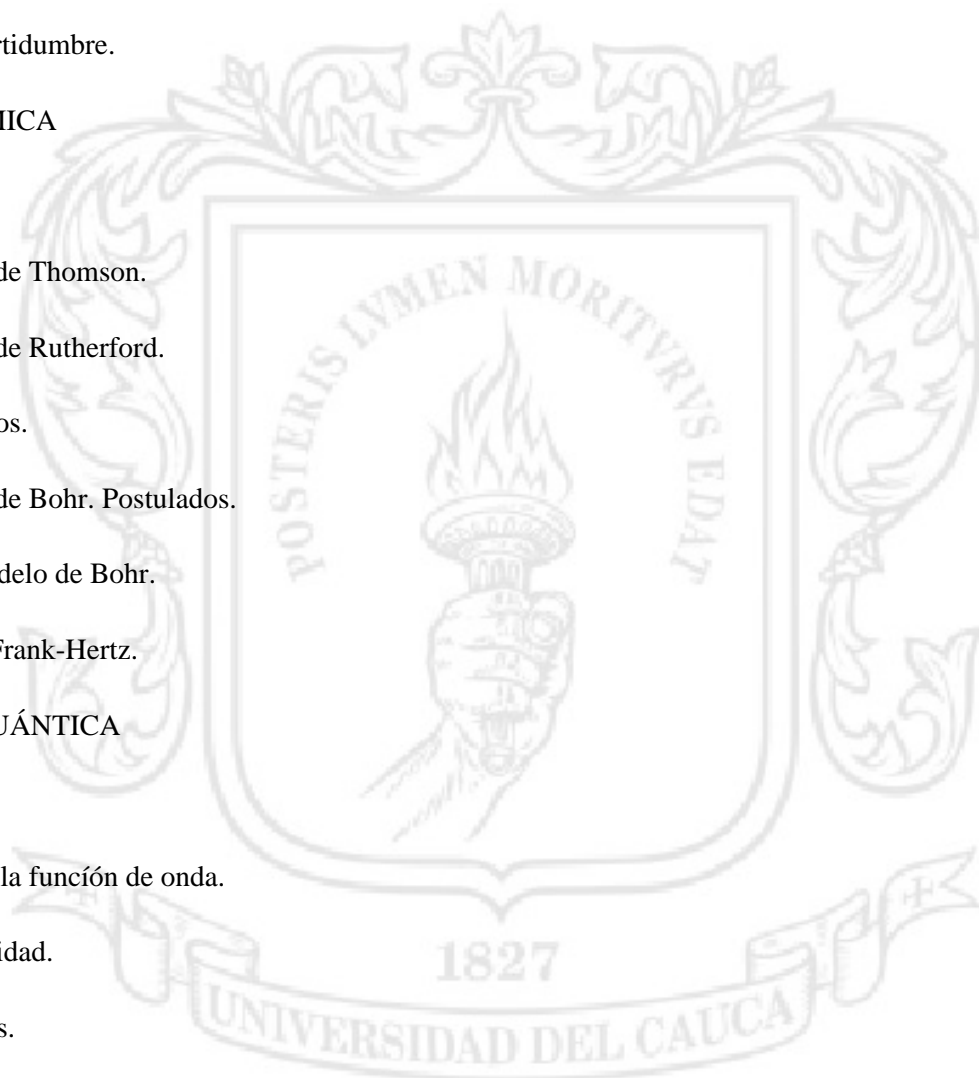 rtidumbre.
MICA
de Thomson.
de Rutherford.
os.
de Bohr. Postulados.
delo de Bohr.
Frank-Hertz.
UÁNTICA
la funcíón de onda.
idad.
s.
POSTERIS LVMEN MORITVRVS EDAT
1827
UNIVERSIDAD DEL CAUCA